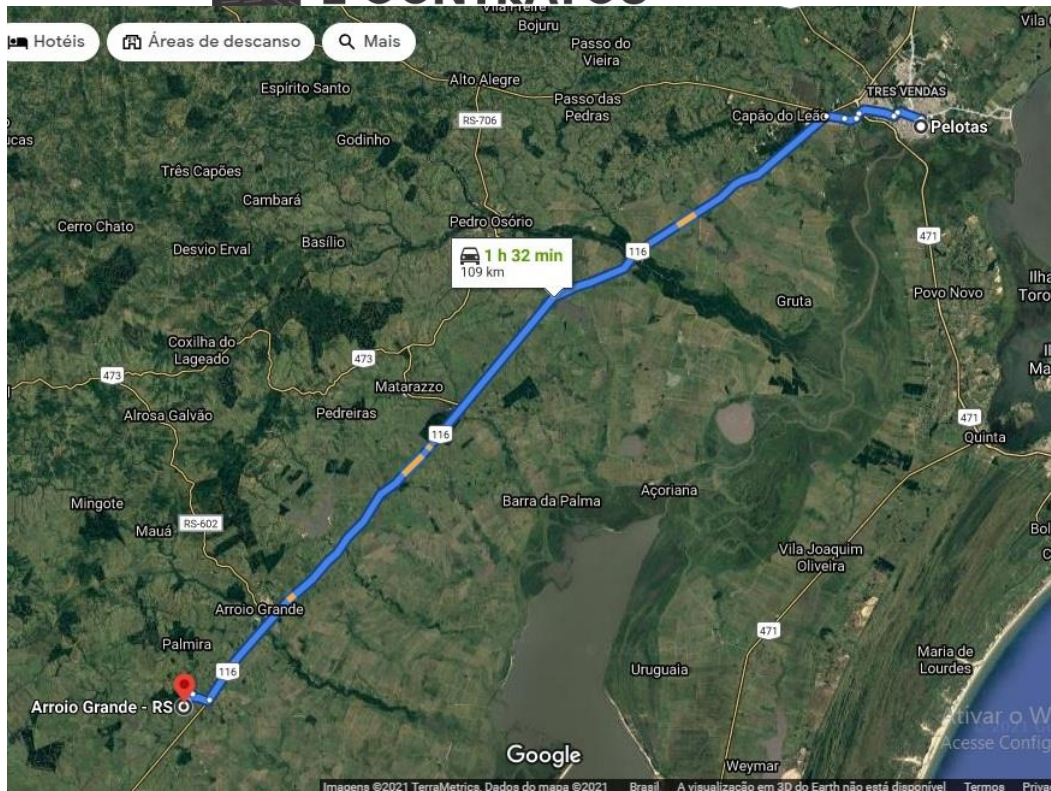 E CONTRATOS
Hotéis
Áreas de descanso
Mais
Bojuru
Passo do
Vieira
Alto Alegre
Espírito Santo
Passo das
Pedras
TRES VENDAS
Capão do Leão
RS-706
Pelotas
Godinho
Três Capões
Cambará
Cerro Chato
Desvio Erval
Basílio
Pedro Osório
116
471
1 h 32 min
109 km
Gruta
Povo Novo
Coxilha do
Lageado
473
473
Matarazzo
Alrosa Galvão
Pedreiras
116
471
Quinta
Mingote
Barra da Palma
Açoriana
Mauá
RS-602
Vila Joaquim
Oliveira
Arroio Grande
471
Palmira
116
Uruguaia
Maria de
Lourdes
Arroio Grande - RS
Google
Weymar
Imagens ©2021 TerraMetrics, Dados do mapa ©2021 Brasil A visualização em 3D do Earth não está disponível Termos